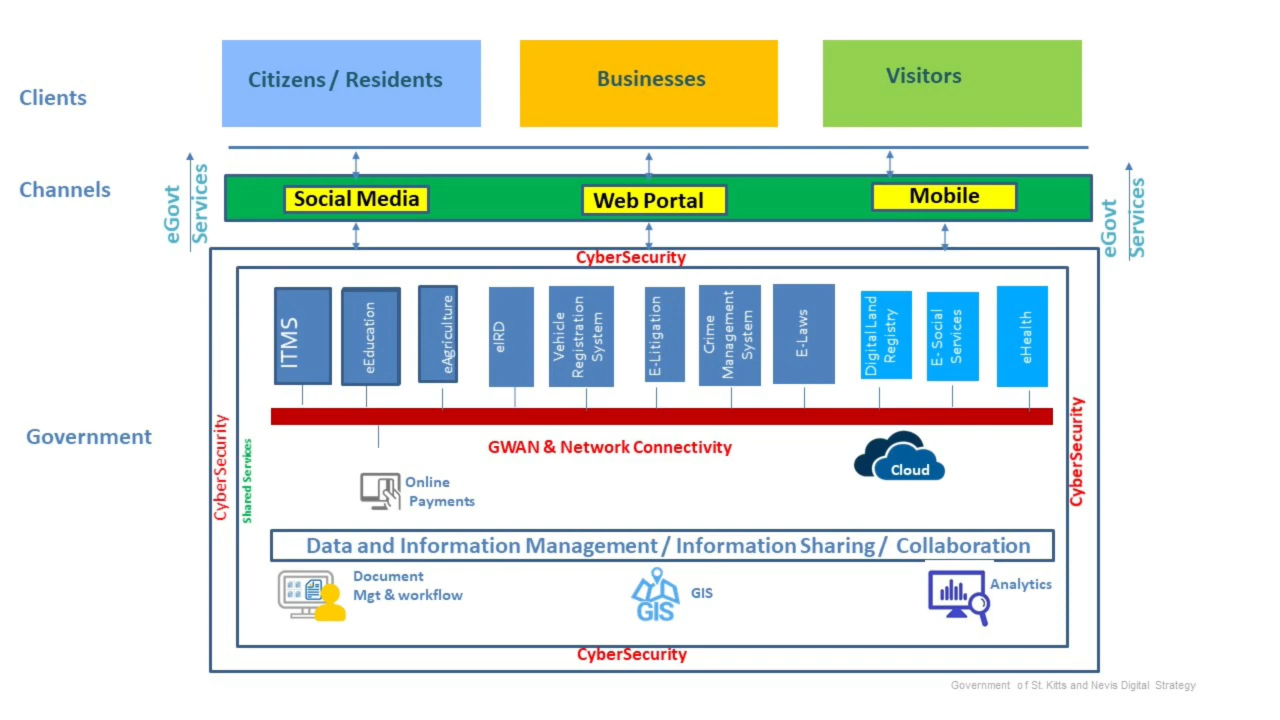 Citizens / Residents
Businesses
Visitors
Clients
Channels
eGovt
Services
Social Media
Web Portal
Mobile
eGovt
Services
CyberSecurity
ITMS
eEducation
eAgriculture
eIRD
Vehicle
Registration
System
E-Litigation
Crime
Management
System
E-Laws
Digital Land
Registry
E- Social
Services
eHealth
Government
CyberSecurity
Shared Services
GWAN & Network Connectivity
Cloud
CyberSecurity
Online
Payments
Data and Information Management / Information Sharing / Collaboration
Document
Mgt & workflow
GIS
GIS
Analytics
CyberSecurity
Government of St. Kitts and Nevis Digital Strategy